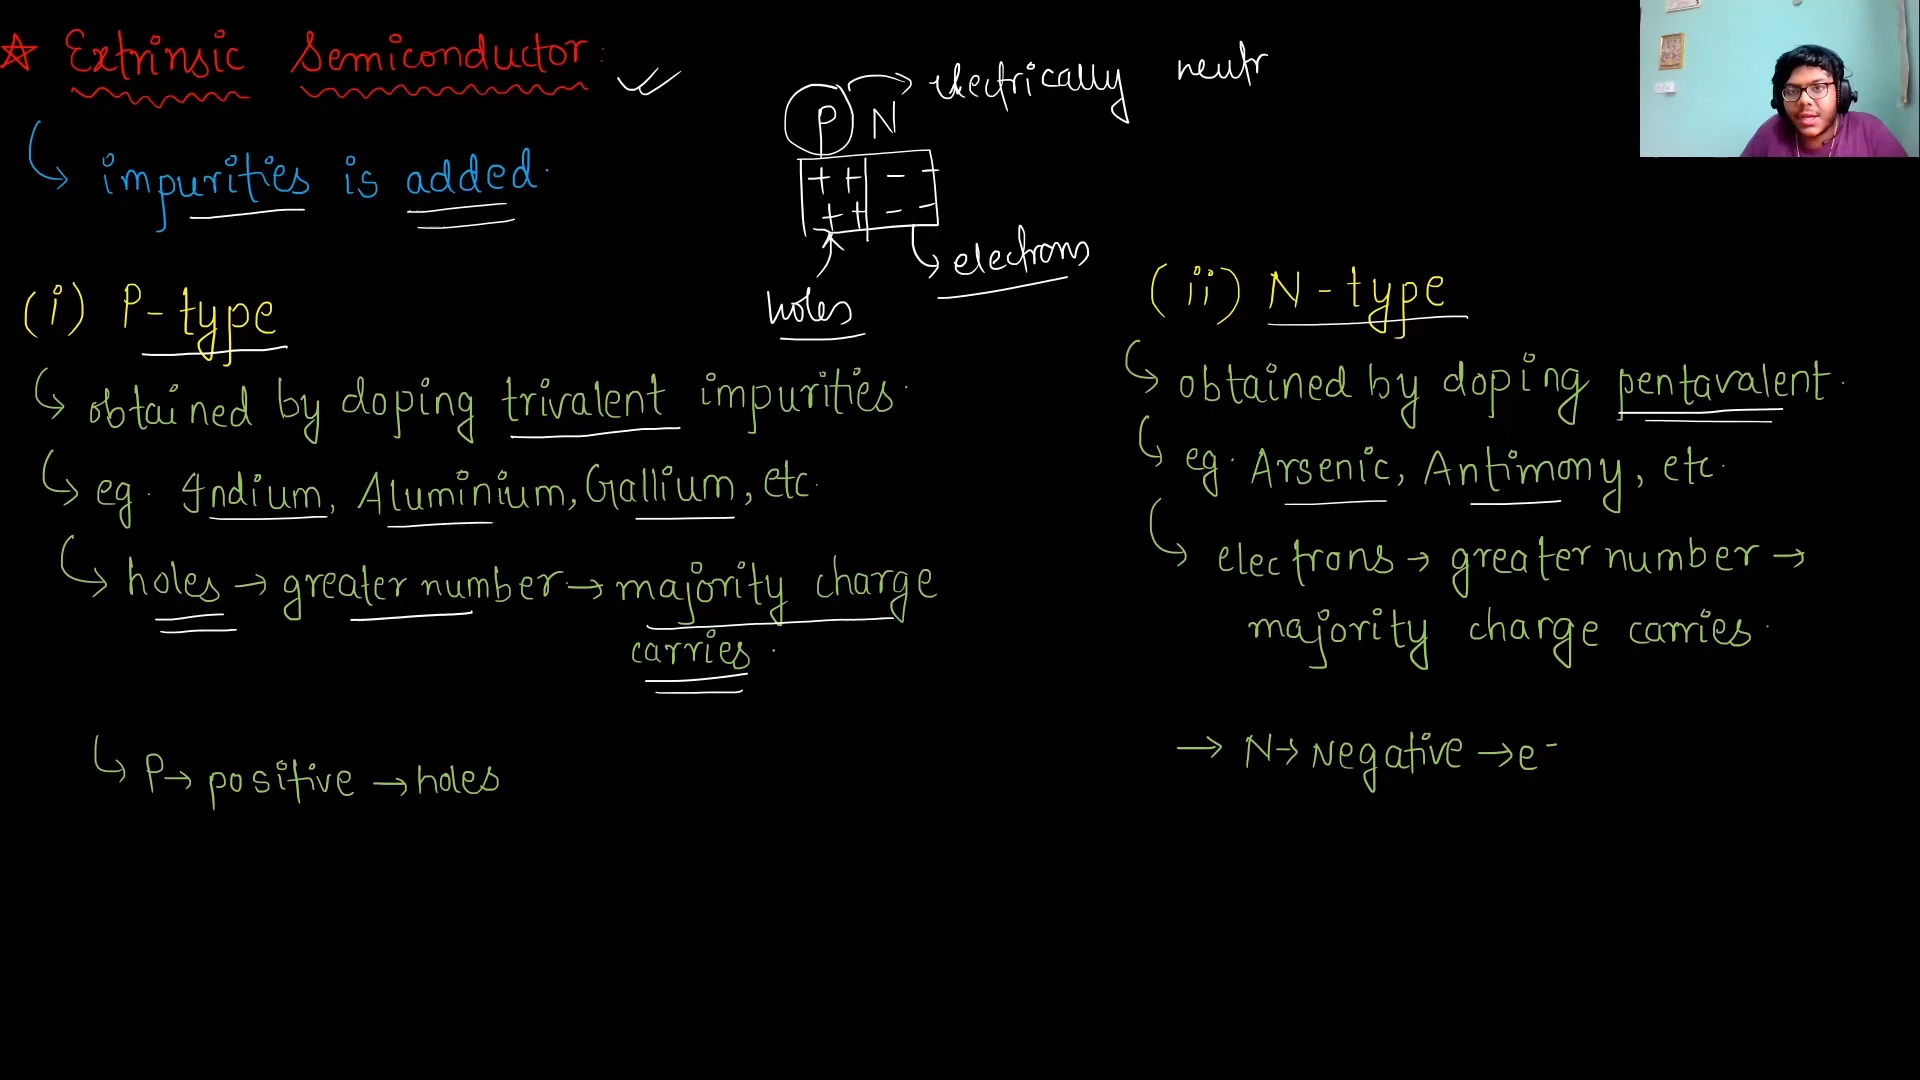 ☆ Extrinsic Semiconductor:
impurities is added.
P N → electrically neutr
+ + - -
+ + - -
holes
electrons
(i) P-type
↳ obtained by doping trivalent impurities.
↳ eg. Indium, Aluminium, Gallium, etc.
↳ holes → greater number → majority charge
carries.
↳ P → positive → holes
(ii) N-type
↳ obtained by doping pentavalent.
↳ eg. Arsenic, Antimony, etc.
↳ electrons → greater number →
majority charge carries.
→ N → Negative → e⁻